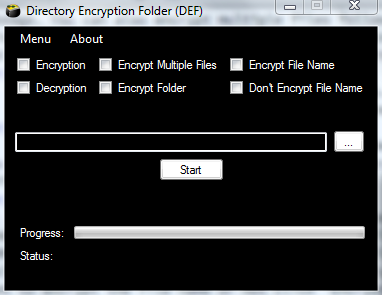 Directory Encryption Folder (DEF)
Menu About
Encryption Encrypt Multiple Files Encrypt File Name
Decryption Encrypt Folder Don't Encrypt File Name
...
Start
Progress:
Status: